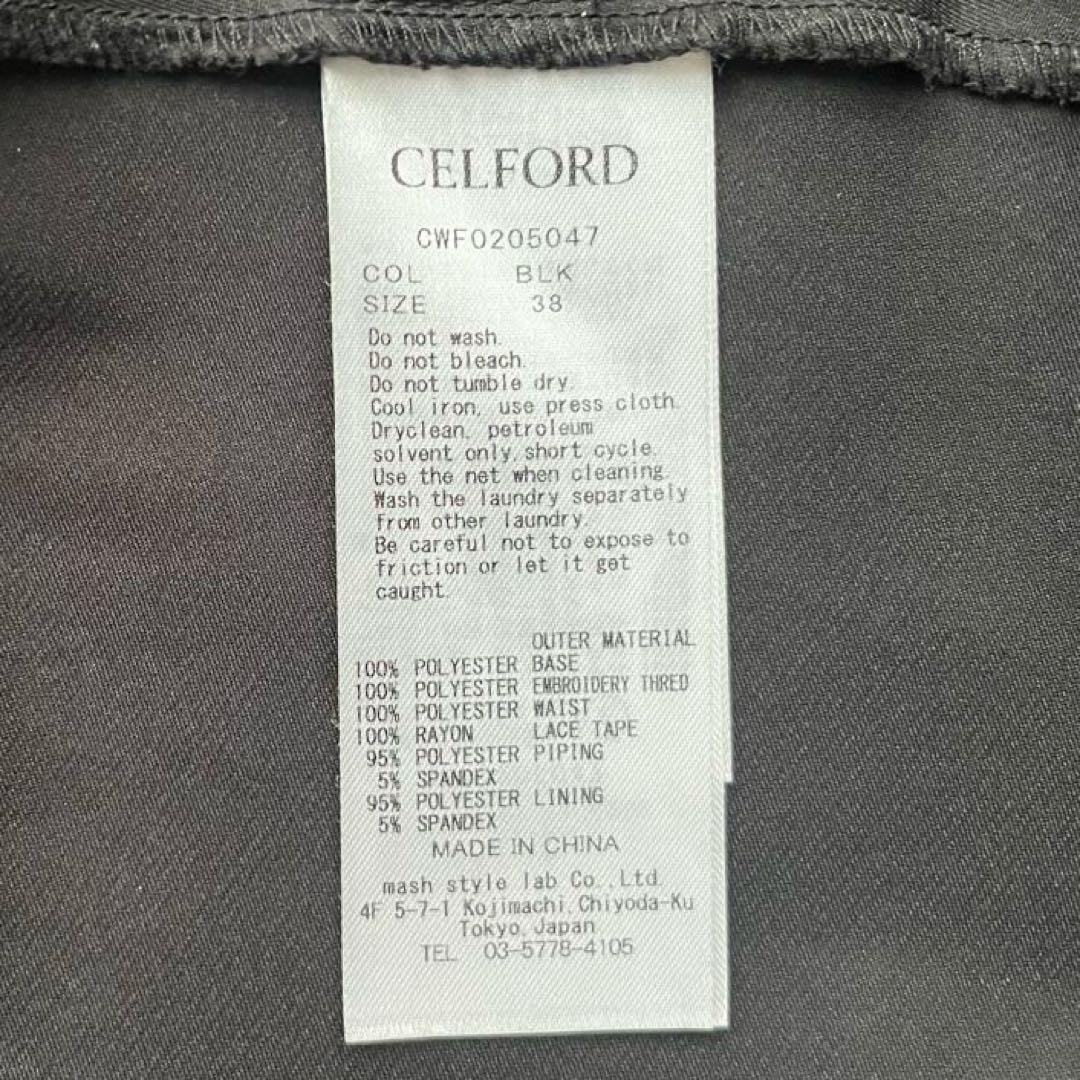 CELFORD
CWF0205047
COL BLK
SIZE 38
Do not wash.
Do not bleach.
Do not tumble dry.
Cool iron, use press cloth.
Dryclean, petroleum
solvent only, short cycle.
Use the net when cleaning.
Wash the laundry separately
from other laundry.
Be careful not to expose to
friction or let it get
caught.
OUTER MATERIAL
100% POLYESTER BASE
100% POLYESTER EMBROIDERY THRED
100% POLYESTER WAIST
100% RAYON LACE TAPE
95% POLYESTER PIPING
5% SPANDEX
95% POLYESTER LINING
5% SPANDEX
MADE IN CHINA
mash style lab Co.,Ltd.
4F 5-7-1 Kojimachi,Chiyoda-Ku
Tokyo,Japan
TEL 03-5778-4105